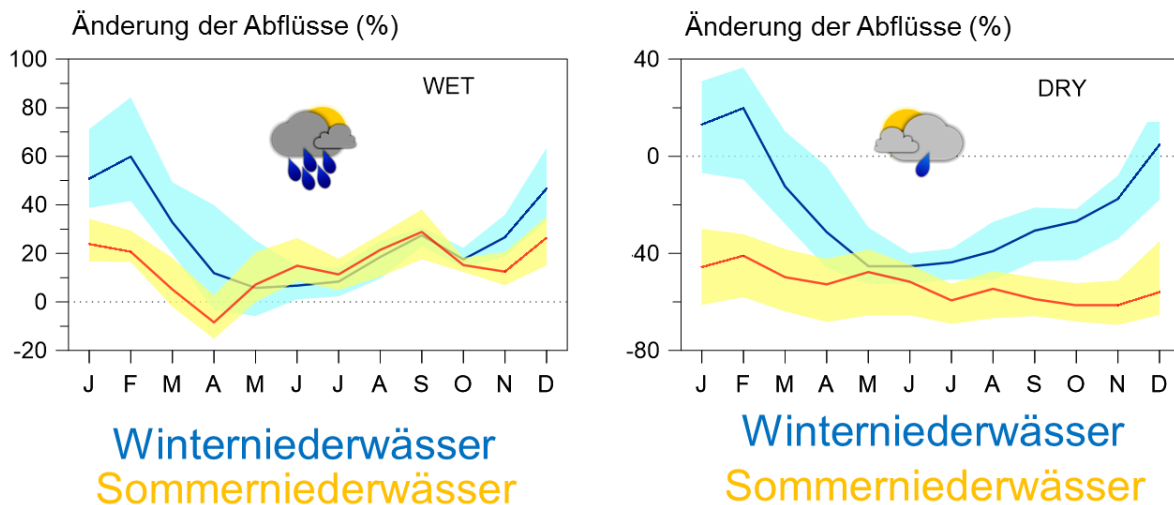 Änderung der Abflüsse (%)
100
80
60
40
20
0
-20
WET
J F M A M J J A S O N D
Winterniederwässer
Sommerniederwässer
Änderung der Abflüsse (%)
40
0
-40
-80
DRY
J F M A M J J A S O N D
Winterniederwässer
Sommerniederwässer